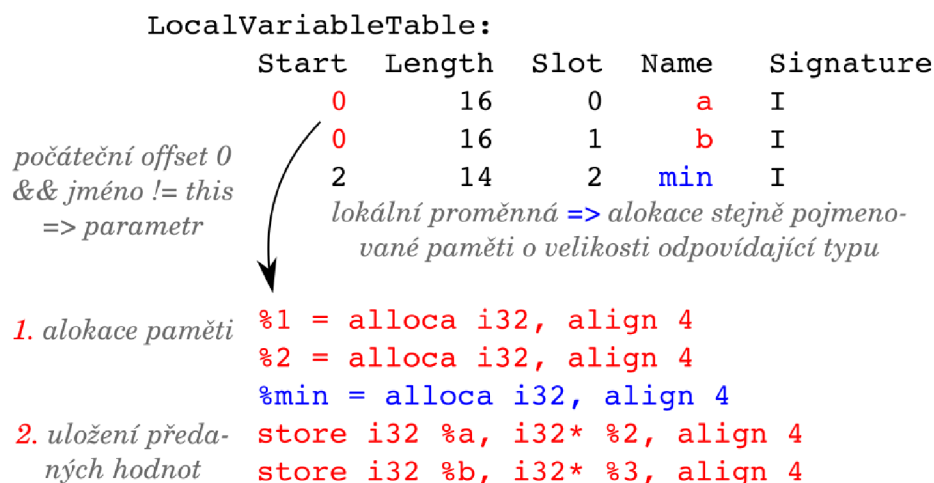 LocalVariableTable:
Start Length Slot Name Signature
0 16 0 a I
0 16 1 b I
2 14 2 min I
počáteční offset 0
&& jméno != this
=> parametr
lokální proměnná => alokace stejně pojmeno-
vané paměti o velikosti odpovídající typu
1. alokace paměti
%1 = alloca i32, align 4
%2 = alloca i32, align 4
%min = alloca i32, align 4
2. uložení předa-
ných hodnot
store i32 %a, i32* %2, align 4
store i32 %b, i32* %3, align 4